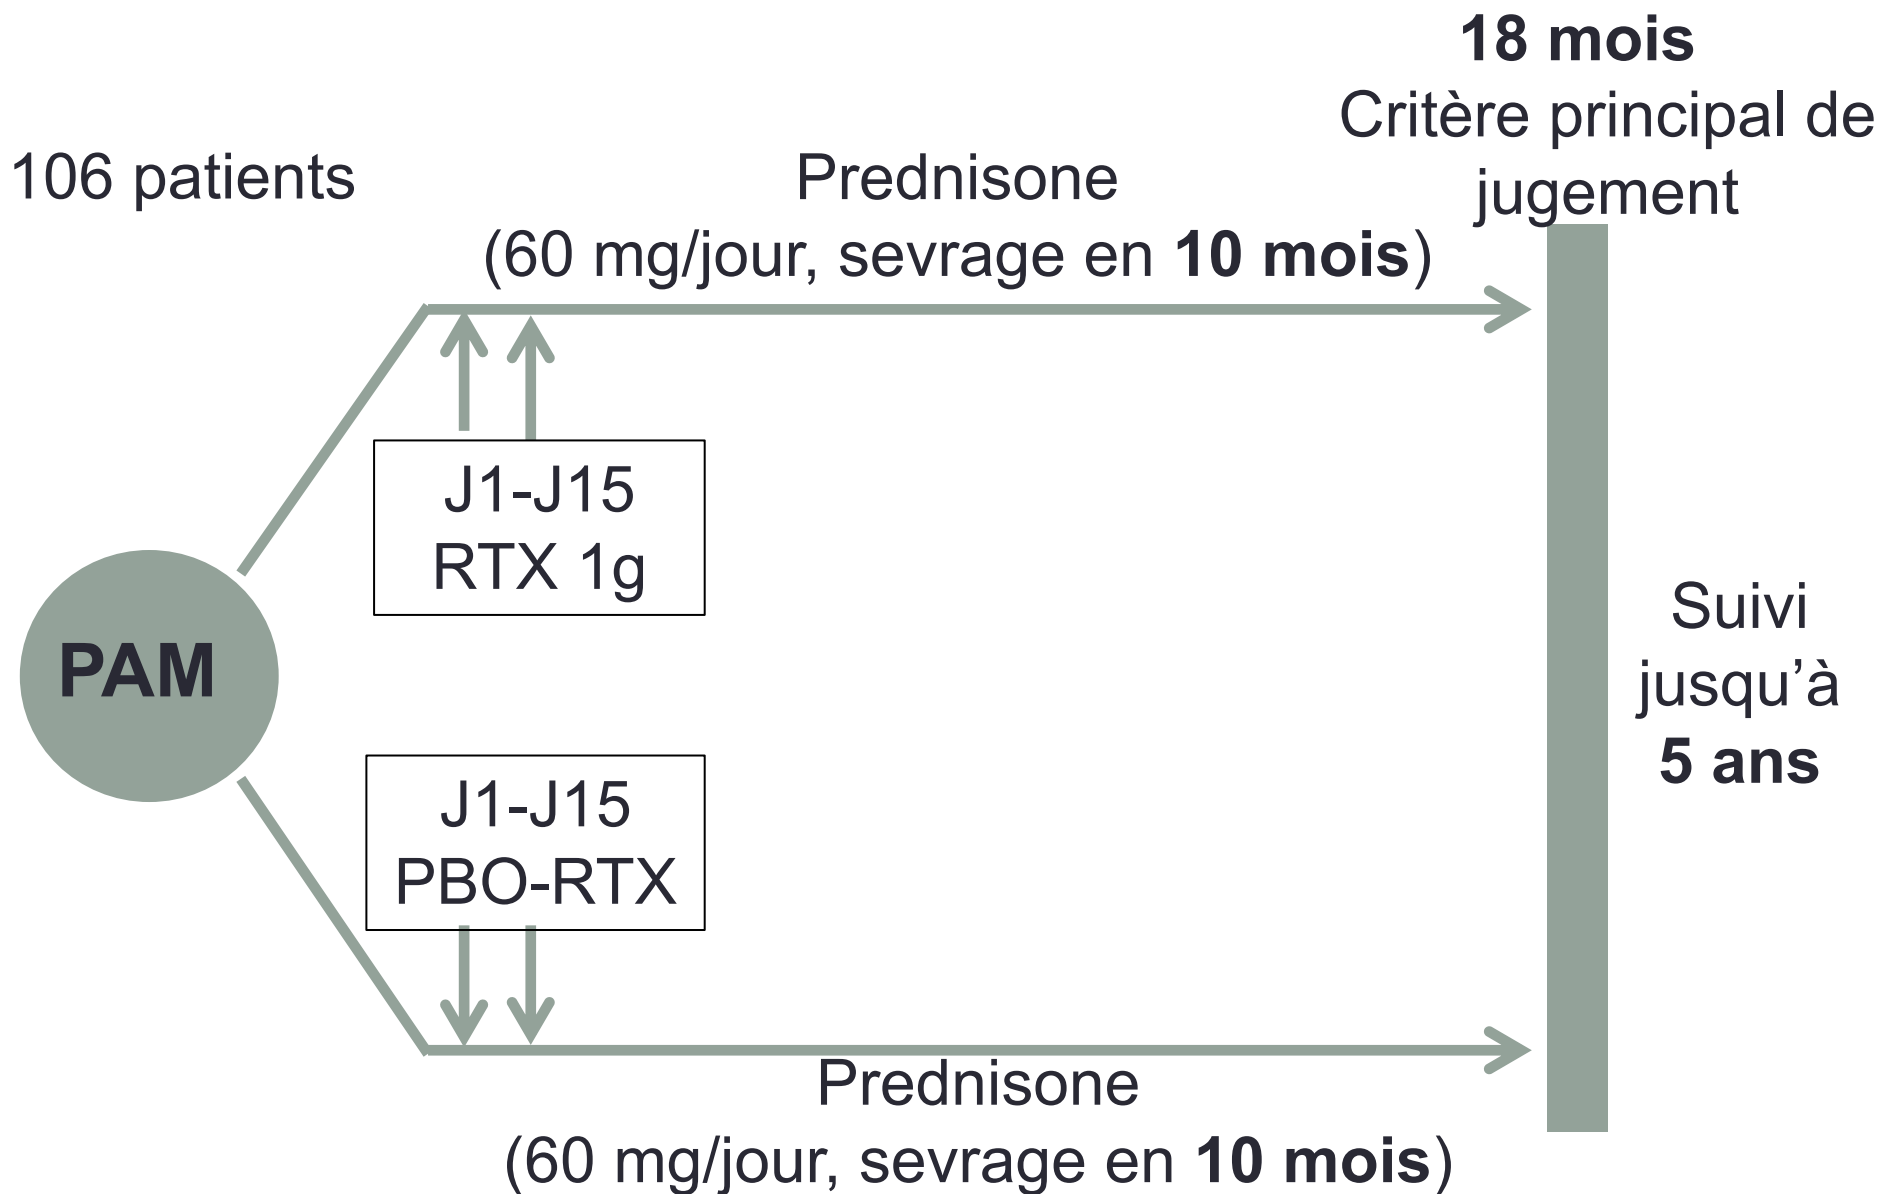 18 mois
Critère principal de
jugement
106 patients
Prednisone
(60 mg/jour, sevrage en 10 mois)
J1-J15
RTX 1g
PAM
J1-J15
PBO-RTX
Suivi
jusqu’à
5 ans
Prednisone
(60 mg/jour, sevrage en 10 mois)